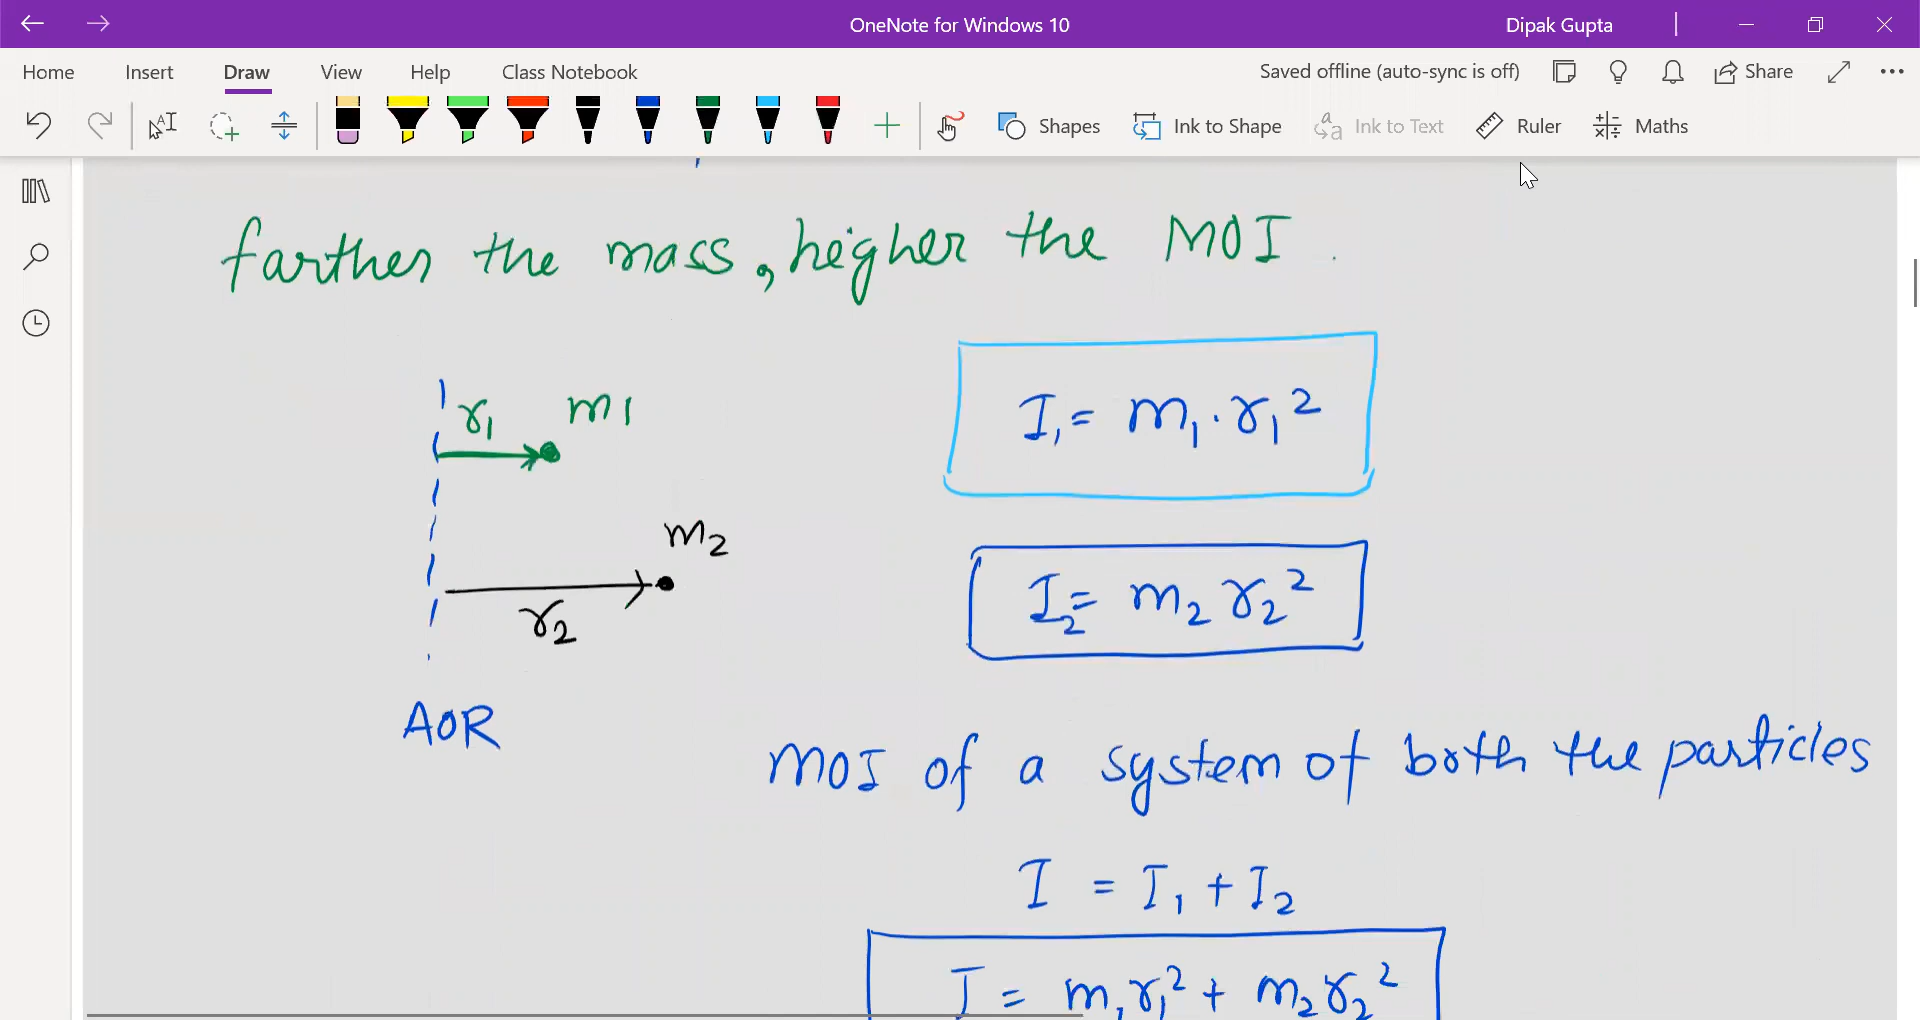 OneNote for Windows 10
Dipak Gupta
Home Insert Draw View Help Class Notebook
Saved offline (auto-sync is off) Share
Shapes Ink to Shape Ink to Text Ruler Maths
farther the mass, heigher the MOI.
r₁ m₁
I₁ = m₁·r₁²
m₂
r₂
I₂ = m₂ r₂²
AOR
MOI of a system of both the particles
I = I₁ + I₂
I = m₁r₁² + m₂r₂²